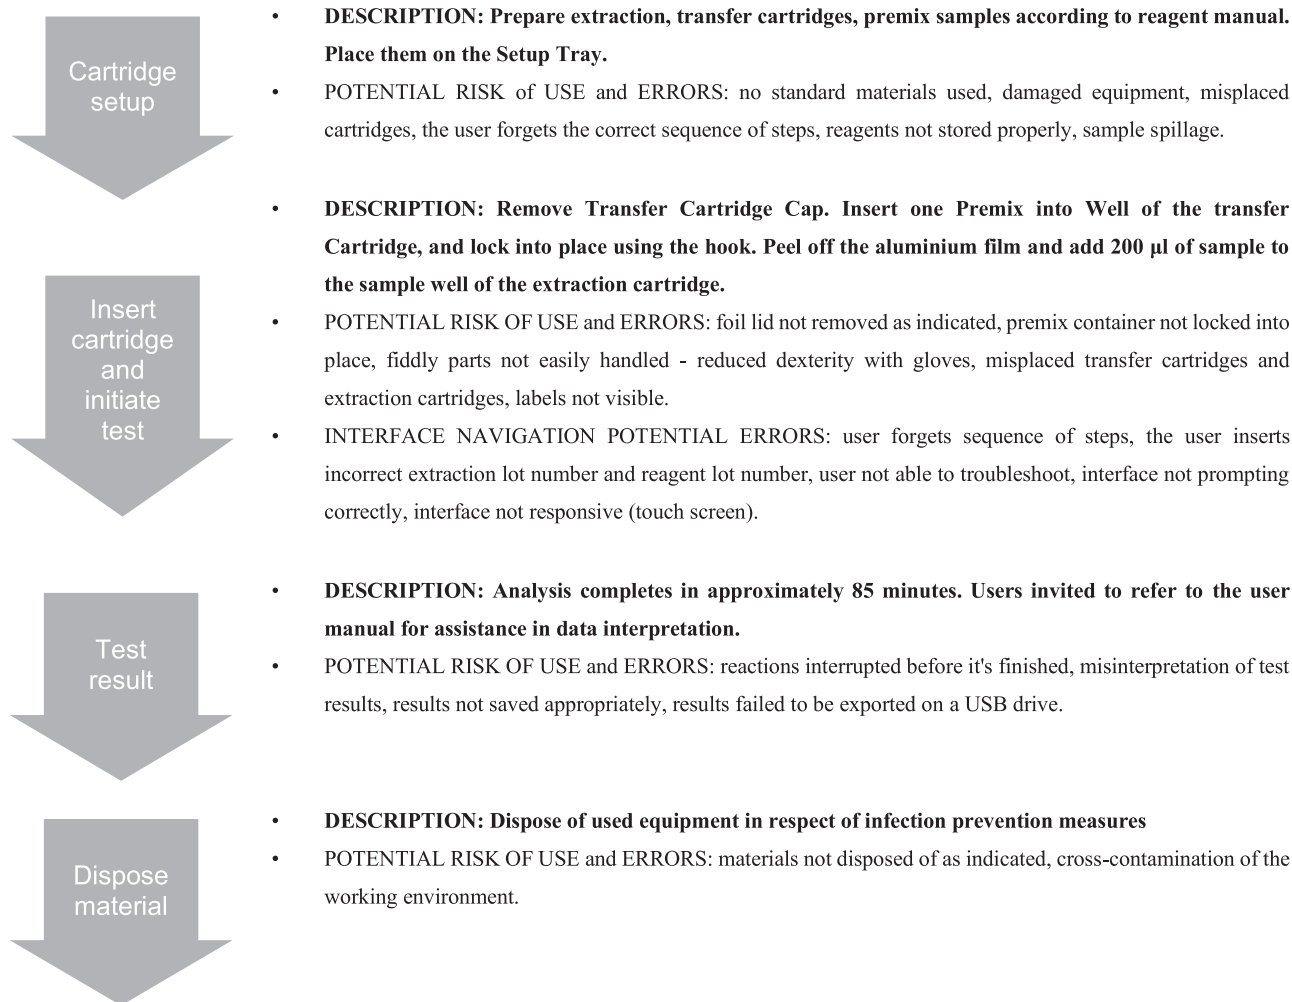 Cartridge
setup
• DESCRIPTION: Prepare extraction, transfer cartridges, premix samples according to reagent manual.
Place them on the Setup Tray.
• POTENTIAL RISK of USE and ERRORS: no standard materials used, damaged equipment, misplaced
cartridges, the user forgets the correct sequence of steps, reagents not stored properly, sample spillage.
Insert
cartridge
and
initiate
test
• DESCRIPTION: Remove Transfer Cartridge Cap. Insert one Premix into Well of the transfer
Cartridge, and lock into place using the hook. Peel off the aluminium film and add 200 µl of sample to
the sample well of the extraction cartridge.
• POTENTIAL RISK OF USE and ERRORS: foil lid not removed as indicated, premix container not locked into
place, fiddly parts not easily handled - reduced dexterity with gloves, misplaced transfer cartridges and
extraction cartridges, labels not visible.
• INTERFACE NAVIGATION POTENTIAL ERRORS: user forgets sequence of steps, the user inserts
incorrect extraction lot number and reagent lot number, user not able to troubleshoot, interface not prompting
correctly, interface not responsive (touch screen).
Test
result
• DESCRIPTION: Analysis completes in approximately 85 minutes. Users invited to refer to the user
manual for assistance in data interpretation.
• POTENTIAL RISK OF USE and ERRORS: reactions interrupted before it's finished, misinterpretation of test
results, results not saved appropriately, results failed to be exported on a USB drive.
Dispose
material
• DESCRIPTION: Dispose of used equipment in respect of infection prevention measures
• POTENTIAL RISK OF USE and ERRORS: materials not disposed of as indicated, cross-contamination of the
working environment.